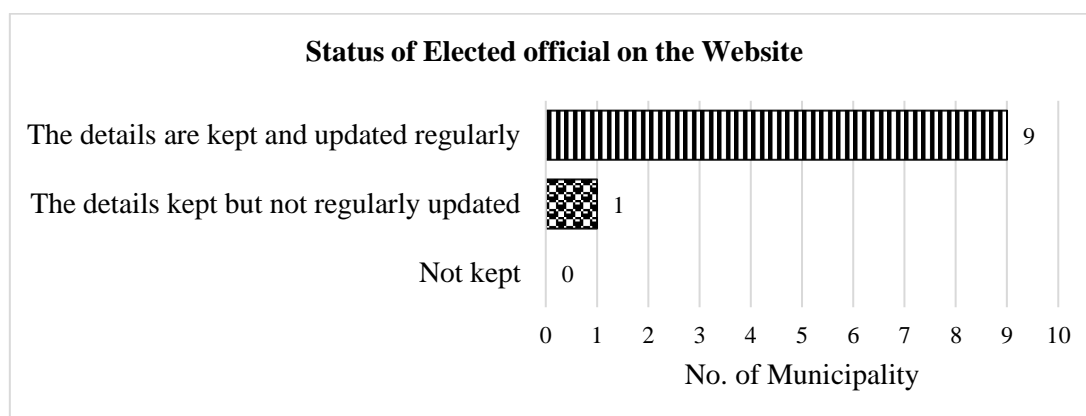 Status of Elected official on the Website
The details are kept and updated regularly
9
The details kept but not regularly updated
1
Not kept
0
0 1 2 3 4 5 6 7 8 9 10
No. of Municipality